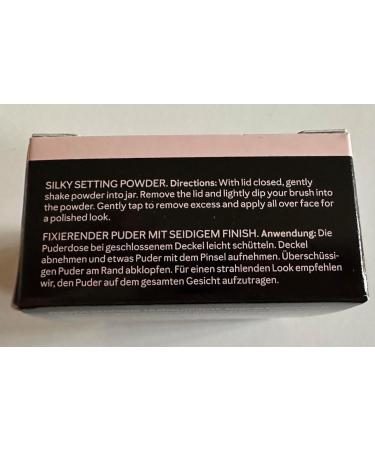 SILKY SETTING POWDER. Directions: With lid closed, gently
shake powder into jar. Remove the lid and lightly dip your brush into
the powder. Gently tap to remove excess and apply all over face for
a polished look.
FIXIERENDER PUDER MIT SEIDIGEM FINISH. Anwendung: Die
Puderdose bei geschlossenem Deckel leicht schütteln. Deckel
abnehmen und etwas Puder mit dem Pinsel aufnehmen. Überschüssi-
gen Puder am Rand abklopfen. Für einen strahlenden Look empfehlen
wir, den Puder auf dem gesamten Gesicht aufzutragen.